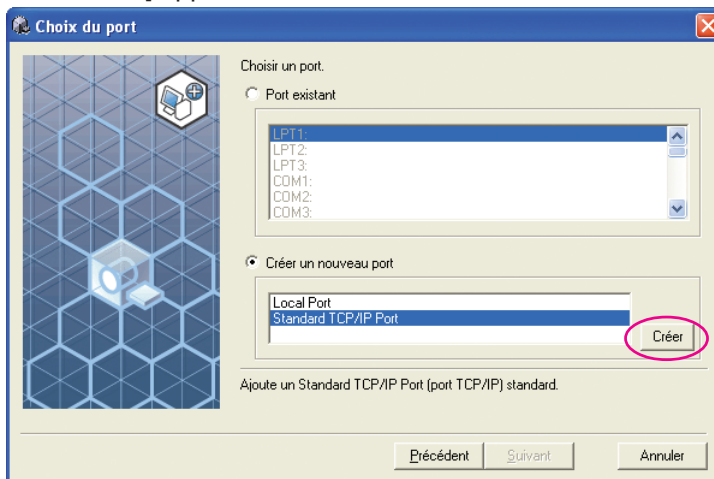 Choix du port
Choisir un port.
Port existant
LPT1:
LPT2:
LPT3:
COM1:
COM2:
COM3:
Créer un nouveau port
Local Port
Standard TCP/IP Port
Créer
Ajoute un Standard TCP/IP Port (port TCP/IP) standard.
Précédent Suivant Annuler